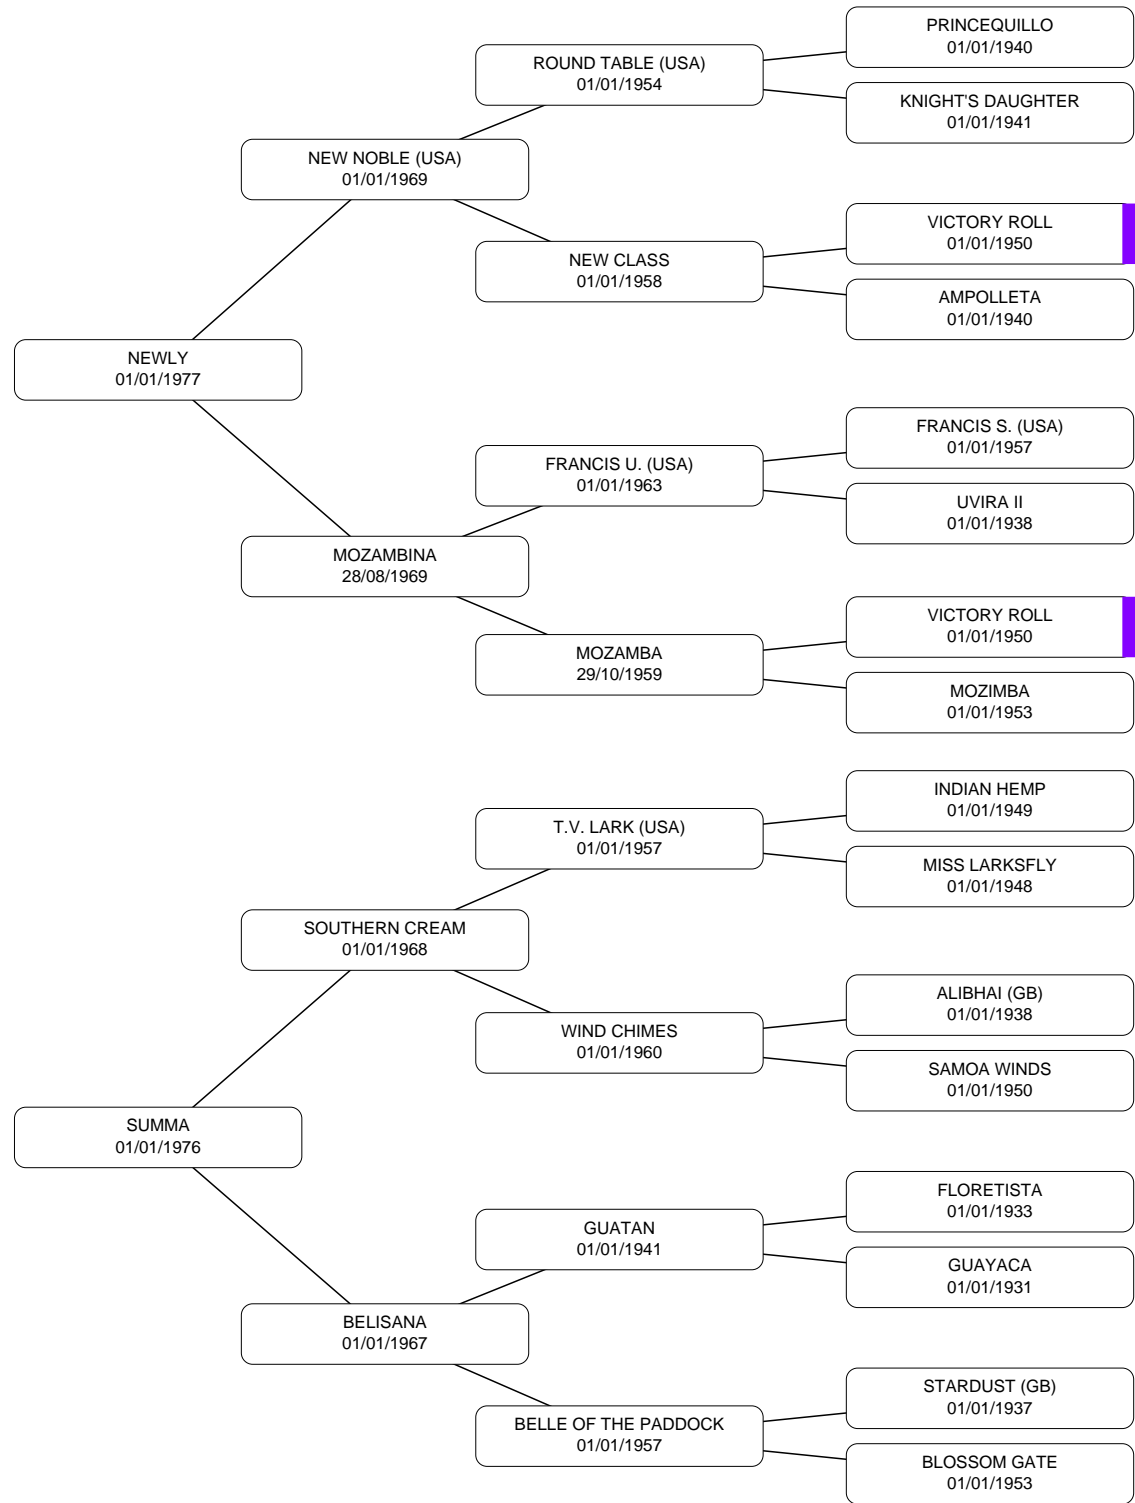 PRINCEQUILLO
01/01/1940
ROUND TABLE (USA)
01/01/1954
KNIGHT'S DAUGHTER
01/01/1941
NEW NOBLE (USA)
01/01/1969
VICTORY ROLL
01/01/1950
NEW CLASS
01/01/1958
AMPOLLETA
01/01/1940
NEWLY
01/01/1977
FRANCIS S. (USA)
01/01/1957
FRANCIS U. (USA)
01/01/1963
UVIRA II
01/01/1938
MOZAMBINA
28/08/1969
VICTORY ROLL
01/01/1950
MOZAMBA
29/10/1959
MOZIMBA
01/01/1953
INDIAN HEMP
01/01/1949
T.V. LARK (USA)
01/01/1957
MISS LARKSFLY
01/01/1948
SOUTHERN CREAM
01/01/1968
ALIBHAI (GB)
01/01/1938
WIND CHIMES
01/01/1960
SAMOA WINDS
01/01/1950
SUMMA
01/01/1976
FLORETISTA
01/01/1933
GUATAN
01/01/1941
GUAYACA
01/01/1931
BELISANA
01/01/1967
STARDUST (GB)
01/01/1937
BELLE OF THE PADDOCK
01/01/1957
BLOSSOM GATE
01/01/1953